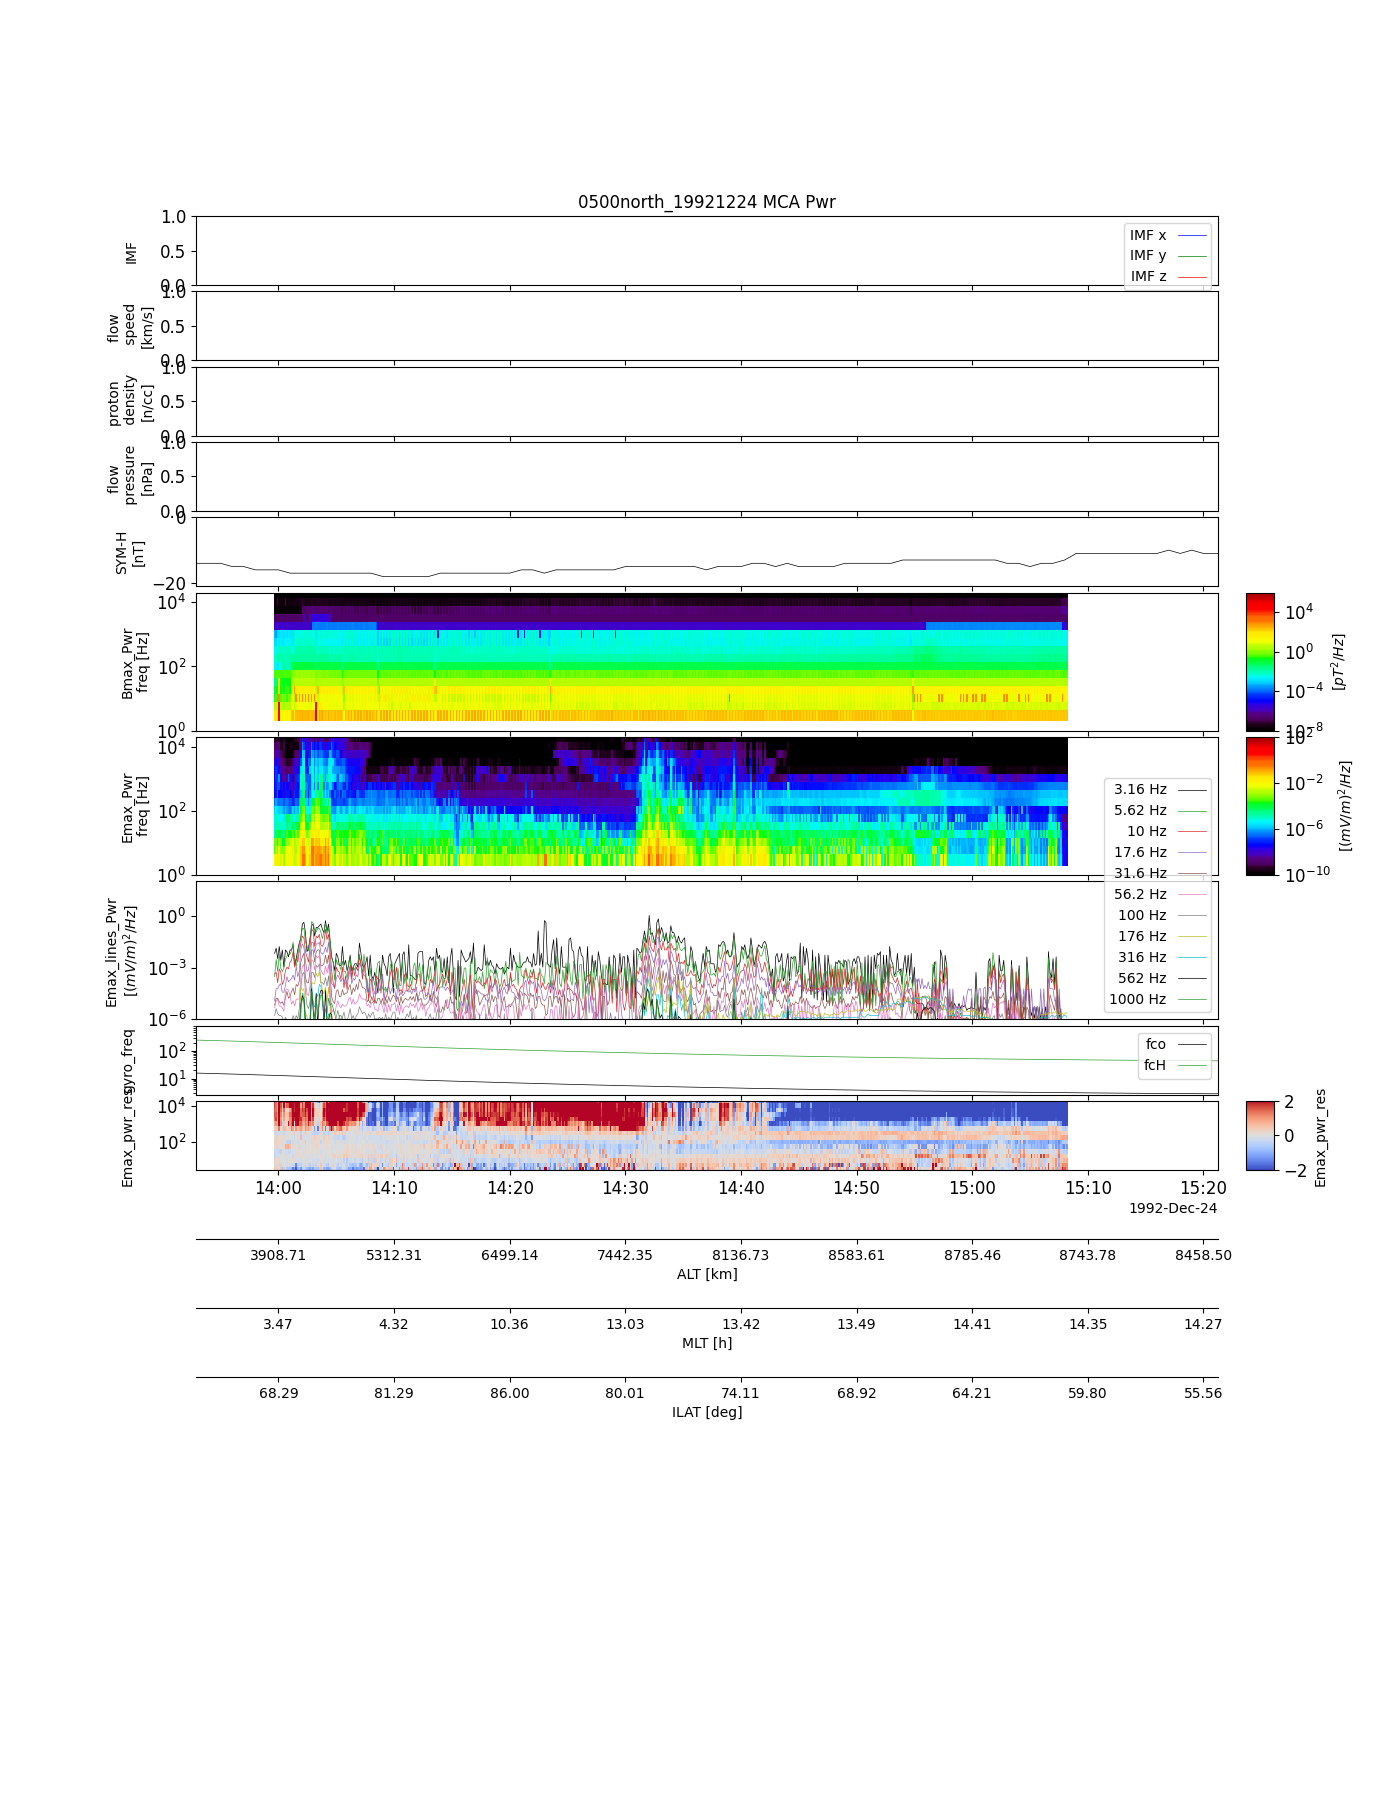 0500north_19921224 MCA Pwr
IMF
1.0
0.5
0.0
IMF x
IMF y
IMF z
flow
speed
[km/s]
1.0
0.5
0.0
proton
density
[n/cc]
1.0
0.5
0.0
flow
pressure
[nPa]
1.0
0.5
0.0
SYM-H
[nT]
0
−20
Bmax_Pwr
freq [Hz]
10^4
10^2
10^0
10^4
10^0
10^-4
10^-8
[pT^2/Hz]
Emax_Pwr
freq [Hz]
10^4
10^2
10^0
10^2
10^-2
10^-6
10^-10
[(mV/m)^2/Hz]
3.16 Hz
5.62 Hz
10 Hz
17.6 Hz
31.6 Hz
56.2 Hz
100 Hz
176 Hz
316 Hz
562 Hz
1000 Hz
Emax_lines_Pwr
[(mV/m)^2/Hz]
10^0
10^-3
10^-6
gyro_freq
10^2
10^1
fco
fcH
Emax_pwr_res
10^4
10^2
2
0
−2
Emax_pwr_res
14:00 14:10 14:20 14:30 14:40 14:50 15:00 15:10 15:20
1992-Dec-24
3908.71 5312.31 6499.14 7442.35 8136.73 8583.61 8785.46 8743.78 8458.50
ALT [km]
3.47 4.32 10.36 13.03 13.42 13.49 14.41 14.35 14.27
MLT [h]
68.29 81.29 86.00 80.01 74.11 68.92 64.21 59.80 55.56
ILAT [deg]